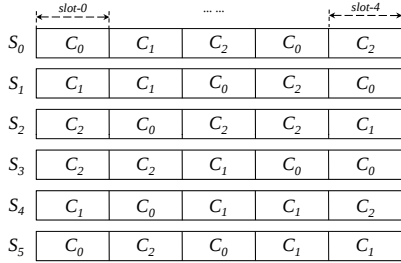 slot-0 ... ... slot-4
S0 C0 C1 C2 C0 C2
S1 C1 C1 C0 C2 C0
S2 C2 C0 C2 C2 C1
S3 C2 C2 C1 C0 C0
S4 C1 C0 C1 C1 C2
S5 C0 C2 C0 C1 C1